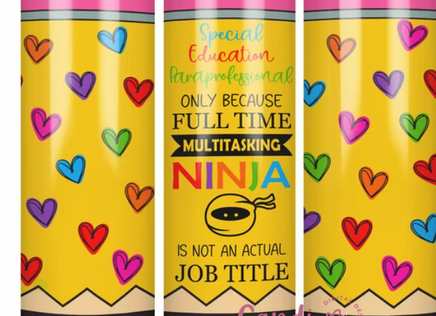 Special
Education
Paraprofessional
ONLY BECAUSE
FULL TIME
MULTITASKING
NINJA
IS NOT AN ACTUAL
JOB TITLE